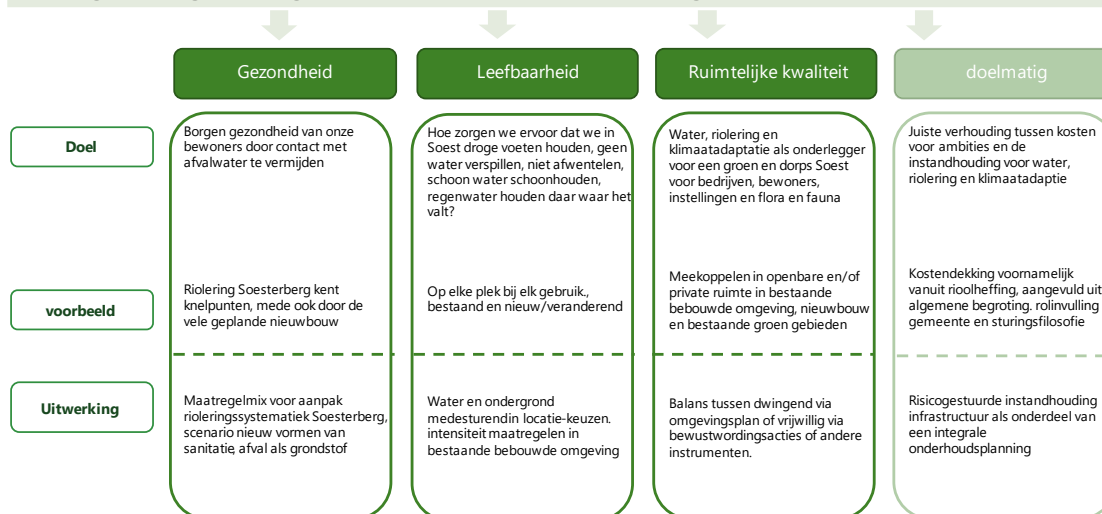 Gezondheid
Leefbaarheid
Ruimtelijke kwaliteit
doelmatig
Doel
Borgen gezondheid van onze
bewoners door contact met
afvalwater te vermijden
Hoe zorgen we ervoor dat we in
Soest droge voeten houden, geen
water verspillen, niet afwentelen,
schoon water schoonhouden,
regenwater houden daar waar het
valt?
Water, riolering en
klimaatadaptatie als onderlegger
voor een groen en dorps Soest
voor bedrijven, bewoners,
instellingen en flora en fauna
Juiste verhouding tussen kosten
voor ambities en de
instandhouding voor water,
riolering en klimaatadaptie
voorbeeld
Riolering Soesterberg kent
knelpunten, mede ook door de
vele geplande nieuwbouw
Op elke plek bij elk gebruik., 
bestaand en nieuw/veranderend
Meekoppelen in openbare en/of
private ruimte in bestaande
bebouwde omgeving, nieuwbouw
en bestaande groen gebieden
Kostendekking voornamelijk
vanuit rioolheffing, aangevuld uit
algemene begroting. rolinvulling
gemeente en sturingsfilosofie
Uitwerking
Maatregelmix voor aanpak
rioleringssystematiek Soesterberg,
scenario nieuw vormen van
sanitatie, afval als grondstof
Water en ondergrond
medesturendin locatie-keuzen.
intensiteit maatregelen in
bestaande bebouwde omgeving
Balans tussen dwingend via
omgevingsplan of vrijwillig via
bewustwordingsacties of andere
instrumenten.
Risicogestuurde instandhouding
infrastructuur als onderdeel van
een integrale
onderhoudsplanning